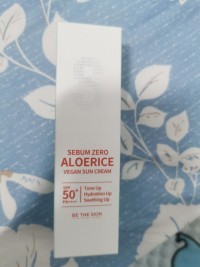 SEBUM ZERO
ALOERICE
VEGAN SUN CREAM
SPF
50+
PA++++
Tone Up
Hydration Up
Soothing Up
BE THE SKIN